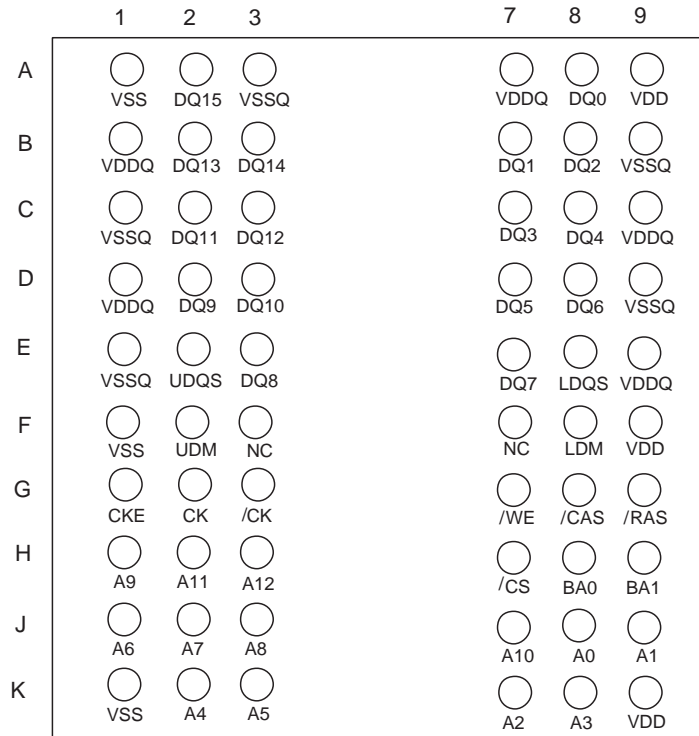 1 2 3 7 8 9
A
VSS DQ15 VSSQ VDDQ DQ0 VDD
B
VDDQ DQ13 DQ14 DQ1 DQ2 VSSQ
C
VSSQ DQ11 DQ12 DQ3 DQ4 VDDQ
D
VDDQ DQ9 DQ10 DQ5 DQ6 VSSQ
E
VSSQ UDQS DQ8 DQ7 LDQS VDDQ
F
VSS UDM NC NC LDM VDD
G
CKE CK /CK /WE /CAS /RAS
H
A9 A11 A12 /CS BA0 BA1
J
A6 A7 A8 A10 A0 A1
K
VSS A4 A5 A2 A3 VDD